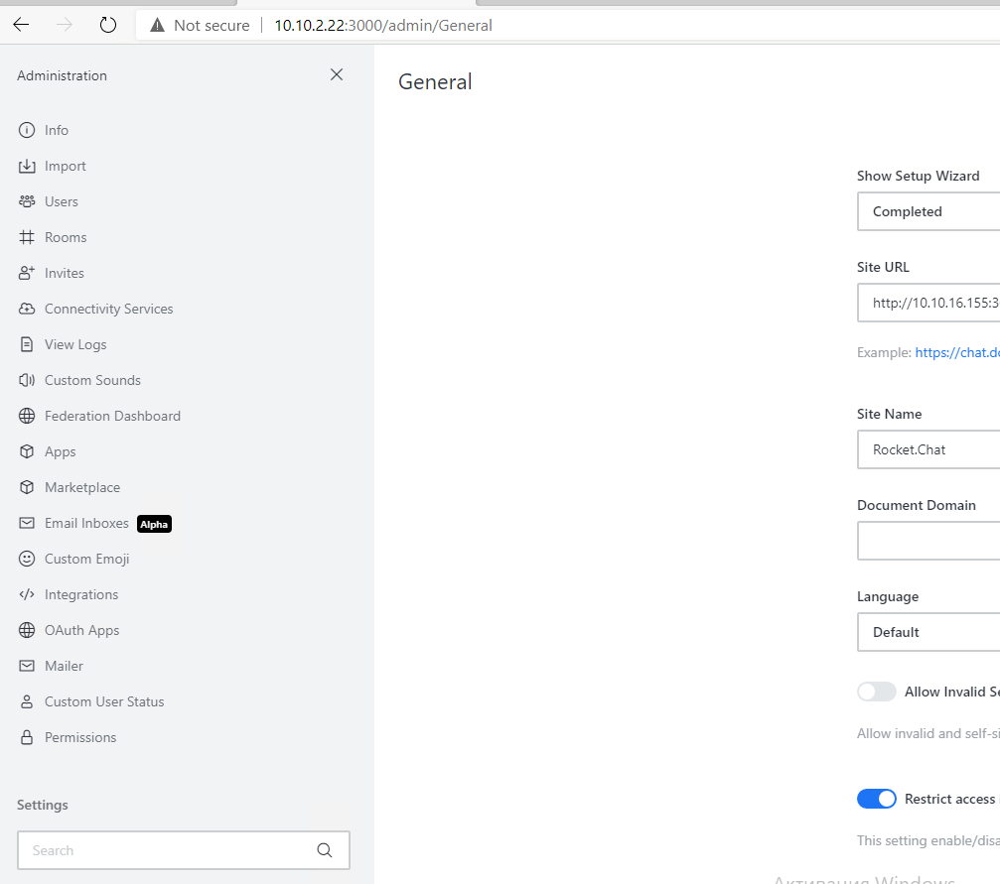 Not secure | 10.10.2.22:3000/admin/General
Administration
General
Info
Import
Users
Rooms
Invites
Connectivity Services
View Logs
Custom Sounds
Federation Dashboard
Apps
Marketplace
Email Inboxes Alpha
Custom Emoji
Integrations
OAuth Apps
Mailer
Custom User Status
Permissions
Settings
Search
Show Setup Wizard
Completed
Site URL
http://10.10.16.155:3
Example: https://chat.do
Site Name
Rocket.Chat
Document Domain
Language
Default
Allow Invalid Se
Allow invalid and self-si
Restrict access
This setting enable/disa
Активация Windows